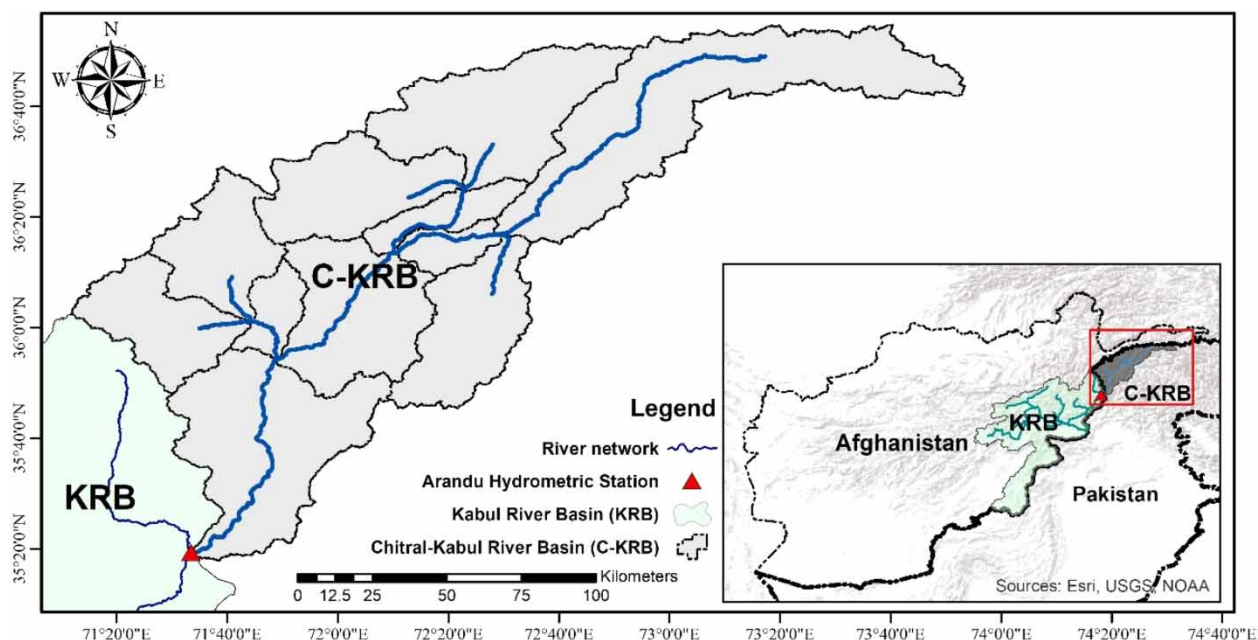 N
W E
S
36°40'0"N
36°20'0"N
36°0'0"N
35°40'0"N
35°20'0"N
C-KRB
KRB
Legend
River network
Arandu Hydrometric Station
Kabul River Basin (KRB)
Chitral-Kabul River Basin (C-KRB)
Kilometers
0 12.5 25 50 75 100
C-KRB
KRB
Afghanistan
Pakistan
Sources: Esri, USGS, NOAA
71°20'0"E 71°40'0"E 72°0'0"E 72°20'0"E 72°40'0"E 73°0'0"E 73°20'0"E 73°40'0"E 74°0'0"E 74°20'0"E 74°40'0"E